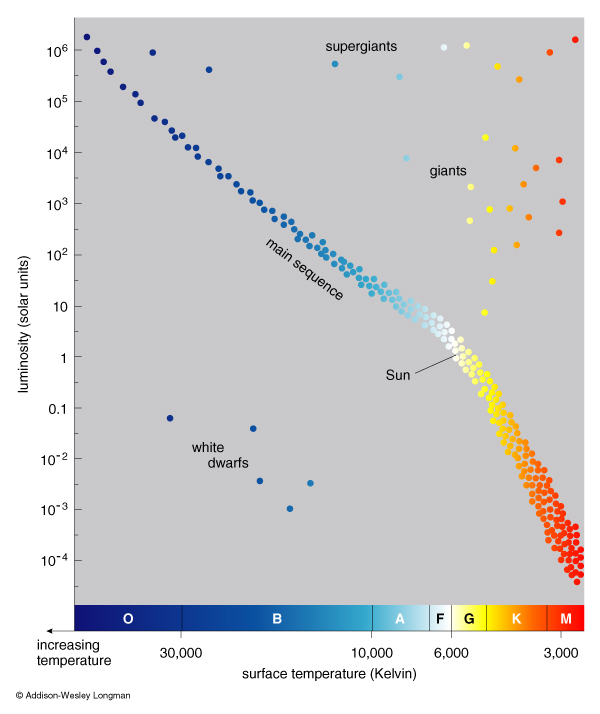 supergiants
giants
main sequence
Sun
white
dwarfs
luminosity (solar units)
10⁶
10⁵
10⁴
10³
10²
10
1
0.1
10⁻²
10⁻³
10⁻⁴
O B A F G K M
increasing
temperature
30,000 10,000 6,000 3,000
surface temperature (Kelvin)
© Addison-Wesley Longman